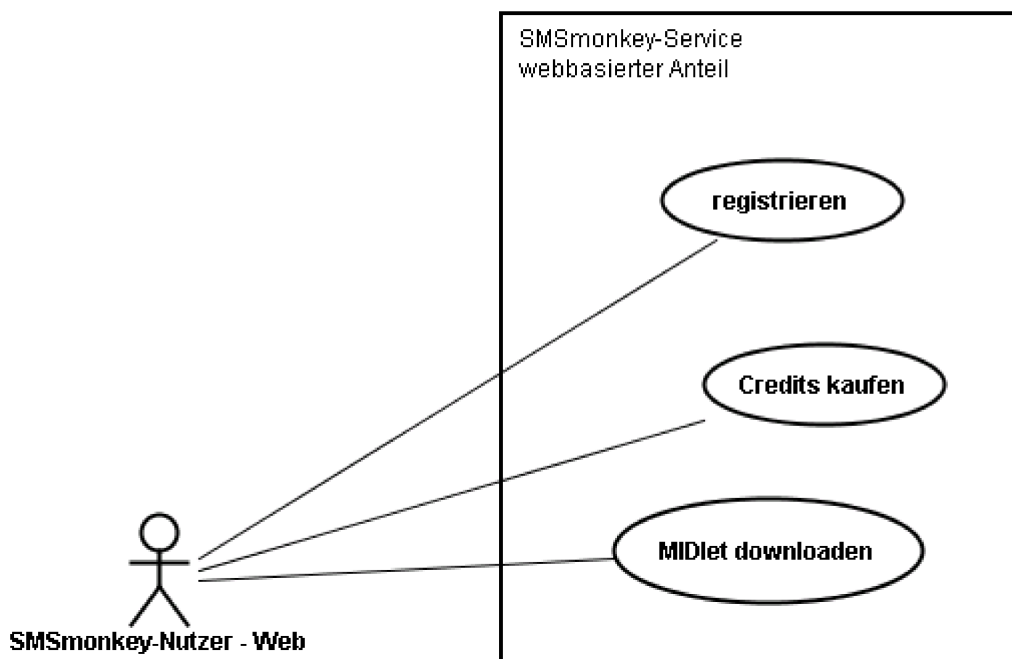 SMSmonkey-Service
webbasierter Anteil
registrieren
Credits kaufen
MIDlet downloaden
SMSmonkey-Nutzer - Web